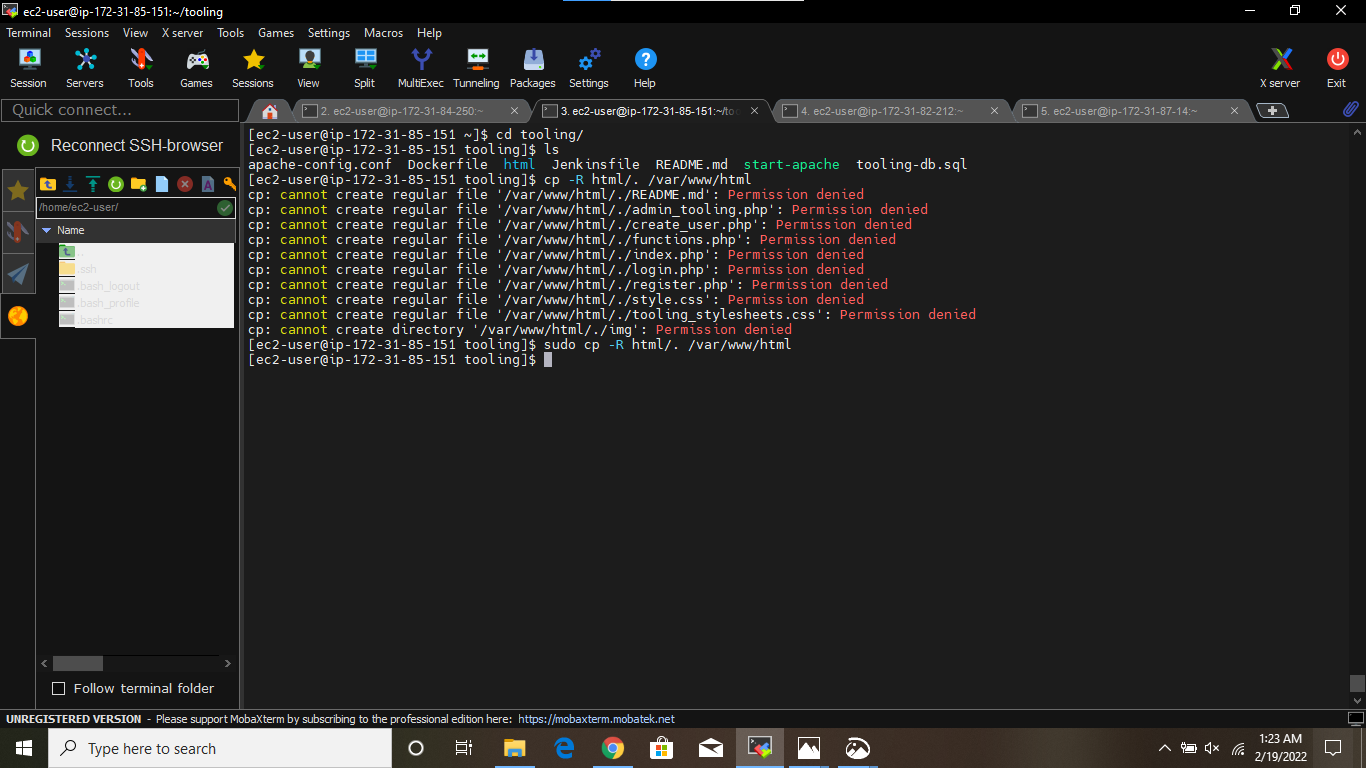 ec2-user@ip-172-31-85-151:~/tooling
Terminal Sessions View X server Tools Games Settings Macros Help
Session Servers Tools Games Sessions View Split MultiExec Tunneling Packages Settings Help X server Exit
Quick connect...
2. ec2-user@ip-172-31-84-250:~
3. ec2-user@ip-172-31-85-151:~/too
4. ec2-user@ip-172-31-82-212:~
5. ec2-user@ip-172-31-87-14:~
Reconnect SSH-browser
/home/ec2-user/
Name
..
.ssh
.bash_logout
.bash_profile
.bashrc
Follow terminal folder
[ec2-user@ip-172-31-85-151 ~]$ cd tooling/
[ec2-user@ip-172-31-85-151 tooling]$ ls
apache-config.conf Dockerfile html Jenkinsfile README.md start-apache tooling-db.sql
[ec2-user@ip-172-31-85-151 tooling]$ cp -R html/. /var/www/html
cp: cannot create regular file '/var/www/html/./README.md': Permission denied
cp: cannot create regular file '/var/www/html/./admin_tooling.php': Permission denied
cp: cannot create regular file '/var/www/html/./create_user.php': Permission denied
cp: cannot create regular file '/var/www/html/./functions.php': Permission denied
cp: cannot create regular file '/var/www/html/./index.php': Permission denied
cp: cannot create regular file '/var/www/html/./login.php': Permission denied
cp: cannot create regular file '/var/www/html/./register.php': Permission denied
cp: cannot create regular file '/var/www/html/./style.css': Permission denied
cp: cannot create regular file '/var/www/html/./tooling_stylesheets.css': Permission denied
cp: cannot create directory '/var/www/html/./img': Permission denied
[ec2-user@ip-172-31-85-151 tooling]$ sudo cp -R html/. /var/www/html
[ec2-user@ip-172-31-85-151 tooling]$
UNREGISTERED VERSION - Please support MobaXterm by subscribing to the professional edition here: https://mobaxterm.mobatek.net
Type here to search
1:23 AM
2/19/2022